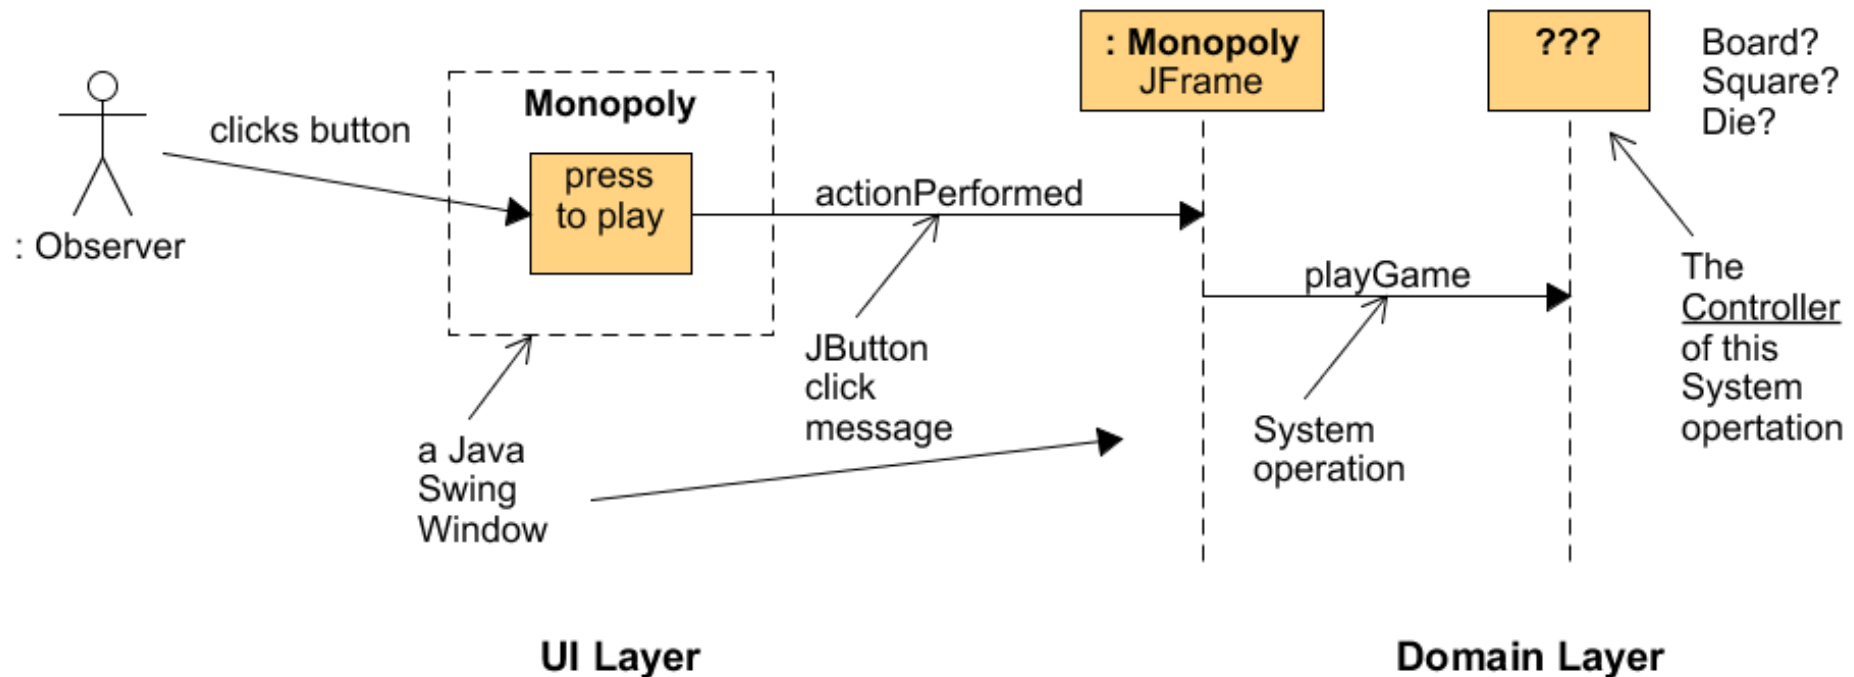 : Monopoly
JFrame
???
Board?
Square?
Die?
Monopoly
clicks button
press
to play
actionPerformed
: Observer
playGame
The
Controller
of this
System
opertation
JButton
click
message
System
operation
a Java
Swing
Window
UI Layer
Domain Layer